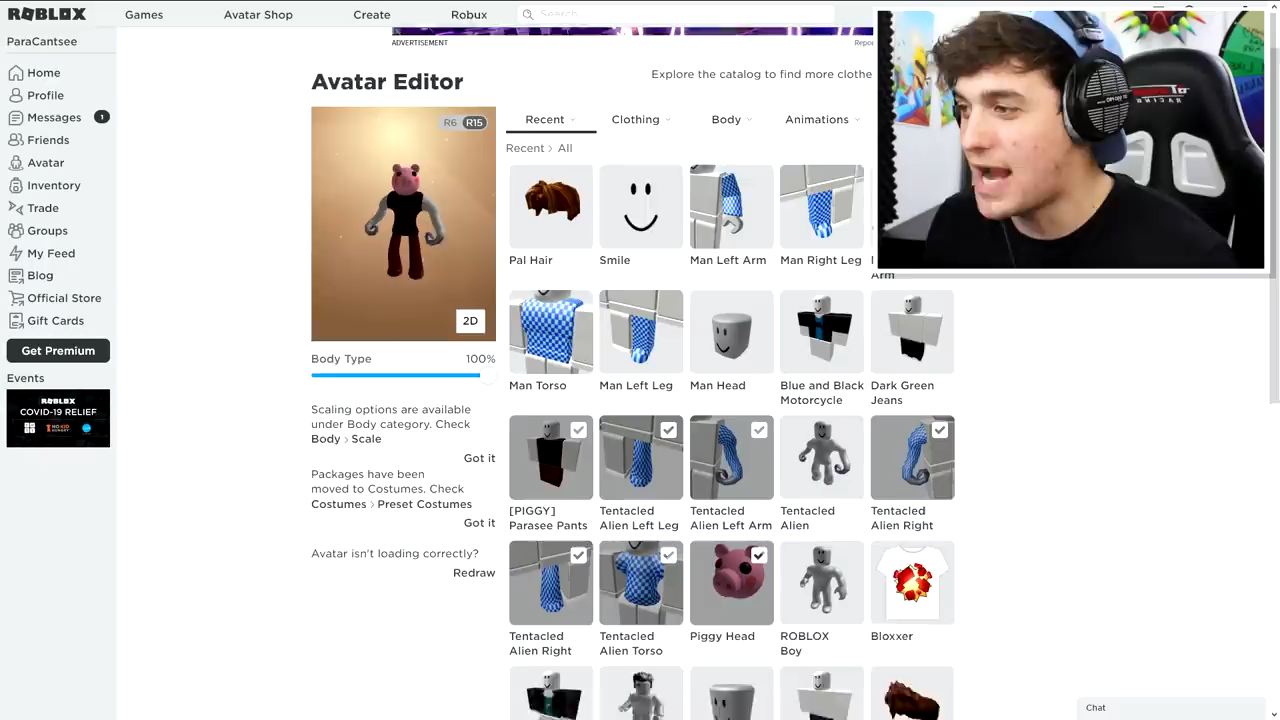 ROBLOX
Games
Avatar Shop
Create
Robux
Search
ParaCantsee
ADVERTISEMENT
Home
Profile
Messages
1
Friends
Avatar
Inventory
Trade
Groups
My Feed
Blog
Official Store
Gift Cards
Get Premium
Events
ROBLOX
COVID-19 RELIEF
Avatar Editor
Explore the catalog to find more clothe
R6 R15
2D
Body Type 100%
Scaling options are available
under Body category. Check
Body > Scale
Got it
Packages have been
moved to Costumes. Check
Costumes > Preset Costumes
Got it
Avatar isn't loading correctly?
Redraw
Recent
Clothing
Body
Animations
Recent > All
Pal Hair
Smile
Man Left Arm
Man Right Leg
Arm
Man Torso
Man Left Leg
Man Head
Blue and Black
Motorcycle
Dark Green
Jeans
[PIGGY]
Parasee Pants
Tentacled
Alien Left Leg
Tentacled
Alien Left Arm
Tentacled
Alien
Tentacled
Alien Right
Tentacled
Alien Right
Tentacled
Alien Torso
Piggy Head
ROBLOX
Boy
Bloxxer
Chat